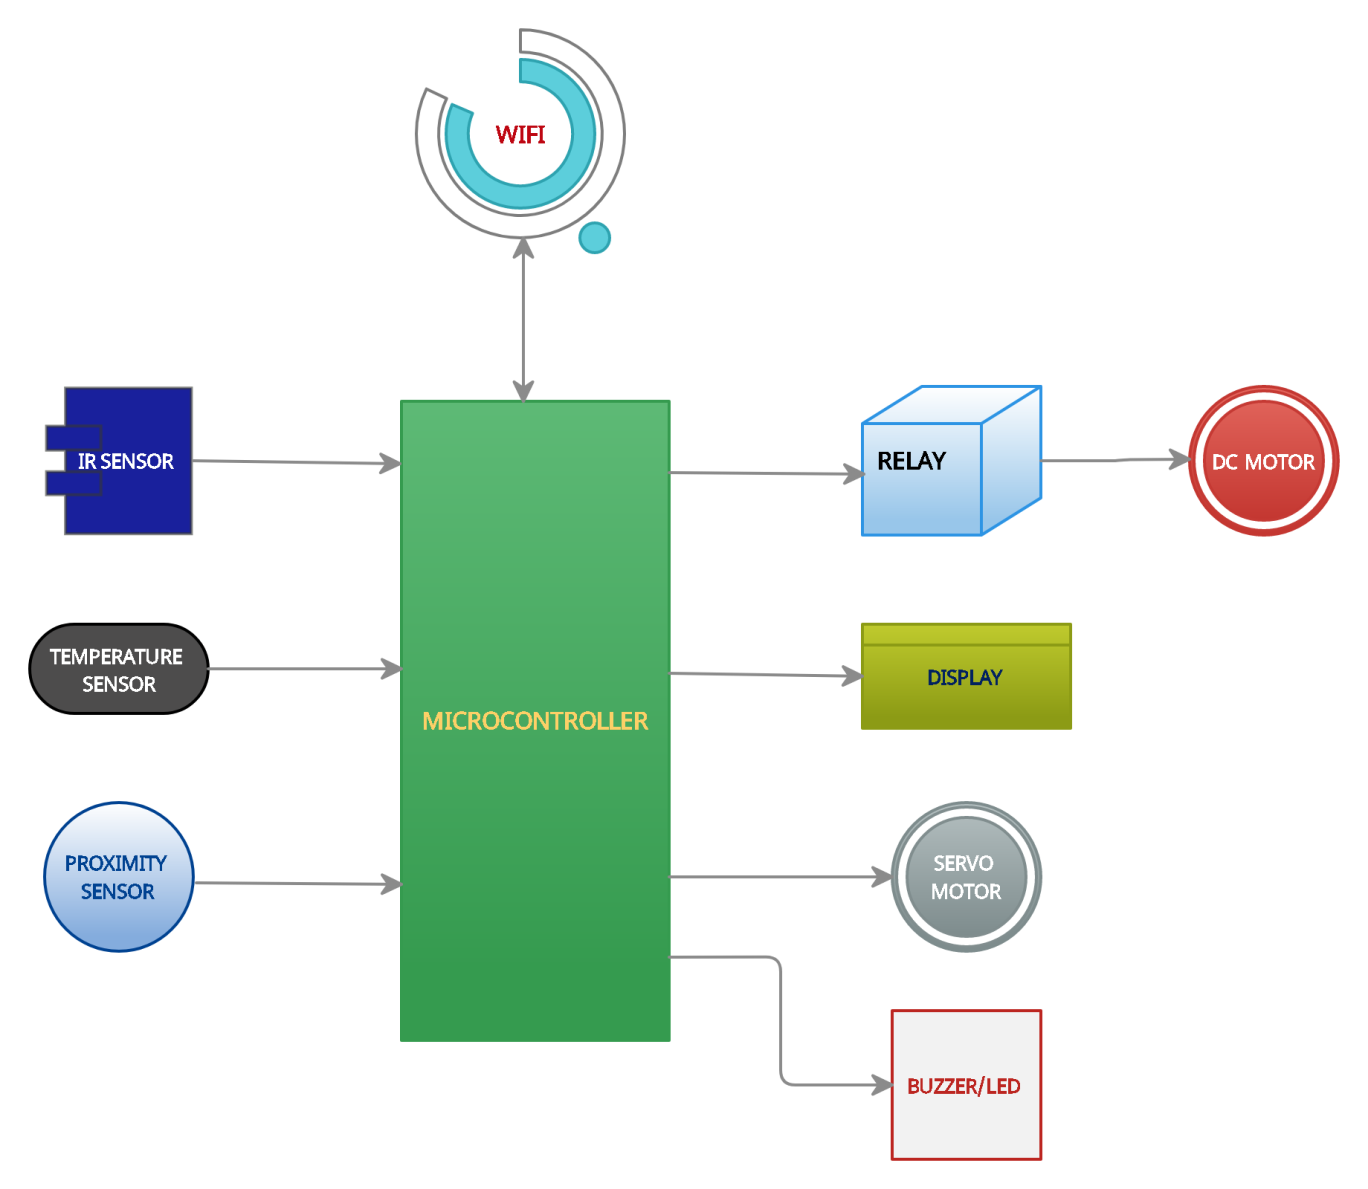 WIFI
IR SENSOR
RELAY
DC MOTOR
TEMPERATURE
SENSOR
DISPLAY
MICROCONTROLLER
PROXIMITY
SENSOR
SERVO
MOTOR
BUZZER/LED